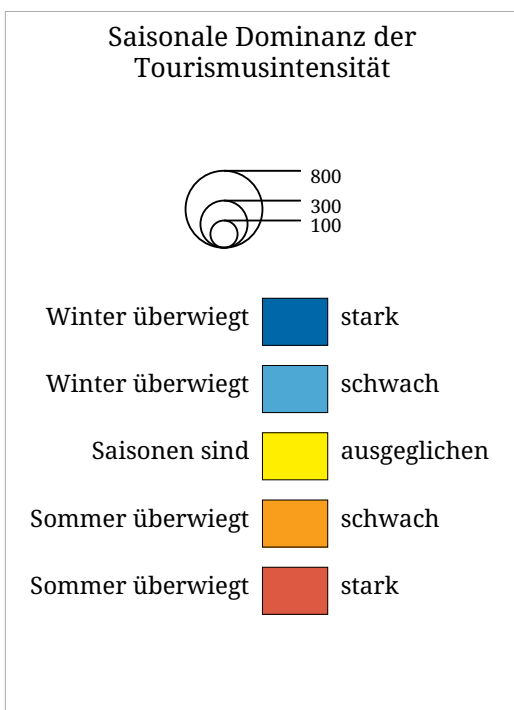 Saisonale Dominanz der
Tourismusintensität
800
300
100
Winter überwiegt stark
Winter überwiegt schwach
Saisonen sind ausgeglichen
Sommer überwiegt schwach
Sommer überwiegt stark